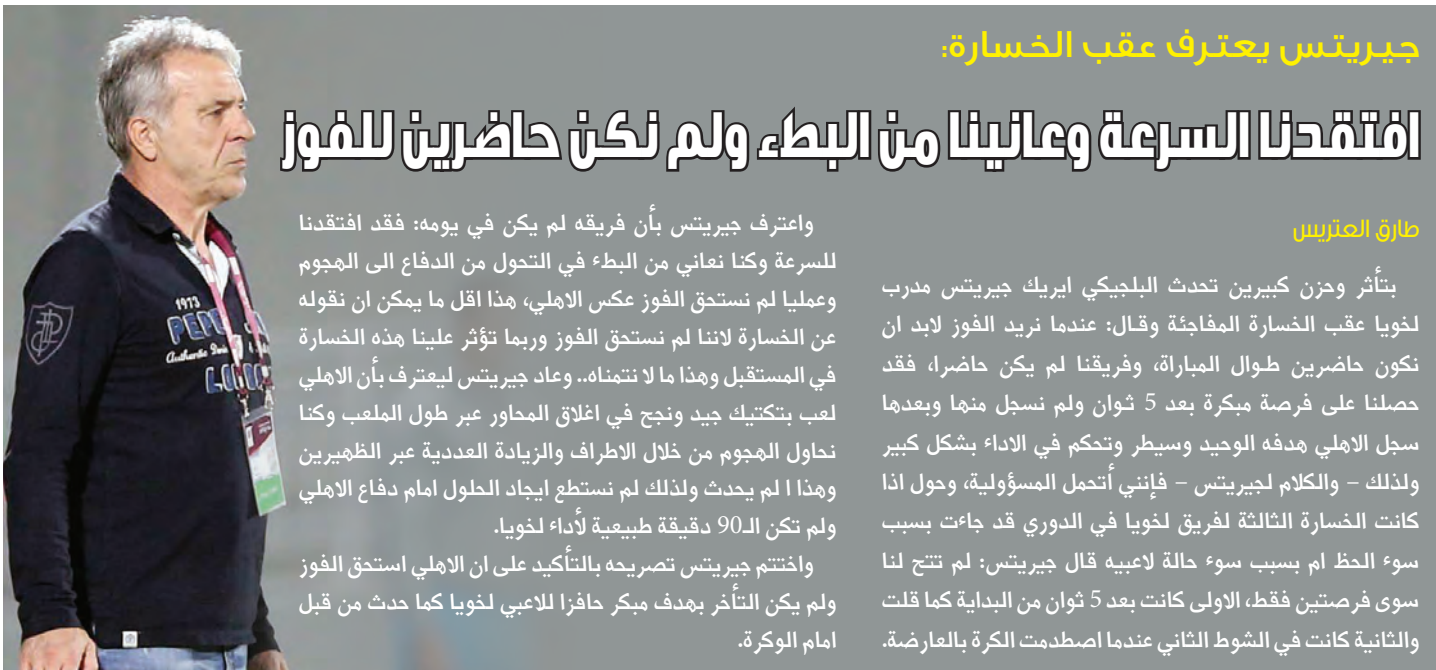 جيريتس يعترف عقب الخسارة:
افتقدنا السرعة وعانينا من البطء ولم نكن حاضرين للفوز
طارق العتريس
بتأثر وحزن كبيرين تحدث البلجيكي ايريك جيريتس مدرب
لخويا عقب الخسارة المفاجئة وقال: عندما نريد الفوز لابد ان
نكون حاضرين طوال المباراة، وفريقنا لم يكن حاضرا، فقد
حصلنا على فرصة مبكرة بعد 5 ثوان ولم نسجل منها وبعدها
سجل الاهلي هدفه الوحيد وسيطر وتحكم في الاداء بشكل كبير
ولذلك – والكلام لجيريتس – فإنني أتحمل المسؤولية، وحول اذا
كانت الخسارة الثالثة لفريق لخويا في الدوري قد جاءت بسبب
سوء الحظ ام بسبب سوء حالة لاعبيه قال جيريتس: لم تتح لنا
سوى فرصتين فقط، الاولى كانت بعد 5 ثوان من البداية كما قلت
والثانية كانت في الشوط الثاني عندما اصطدمت الكرة بالعارضة.
واعترف جيريتس بأن فريقه لم يكن في يومه: فقد افتقدنا
للسرعة وكنا نعاني من البطء في التحول من الدفاع الى الهجوم
وعمليا لم نستحق الفوز عكس الاهلي، هذا اقل ما يمكن ان نقوله
عن الخسارة لاننا لم نستحق الفوز وربما تؤثر علينا هذه الخسارة
في المستقبل وهذا ما لا نتمناه.. وعاد جيريتس ليعترف بأن الاهلي
لعب بتكتيك جيد ونجح في اغلاق المحاور عبر طول الملعب وكنا
نحاول الهجوم من خلال الاطراف والزيادة العددية عبر الظهيرين
وهذا ا لم يحدث ولذلك لم نستطع ايجاد الحلول امام دفاع الاهلي
ولم تكن الـ90 دقيقة طبيعية لأداء لخويا.
واختتم جيريتس تصريحه بالتأكيد على ان الاهلي استحق الفوز
ولم يكن التأخر بهدف مبكر حافزا للاعبي لخويا كما حدث من قبل
امام الوكرة.
1973